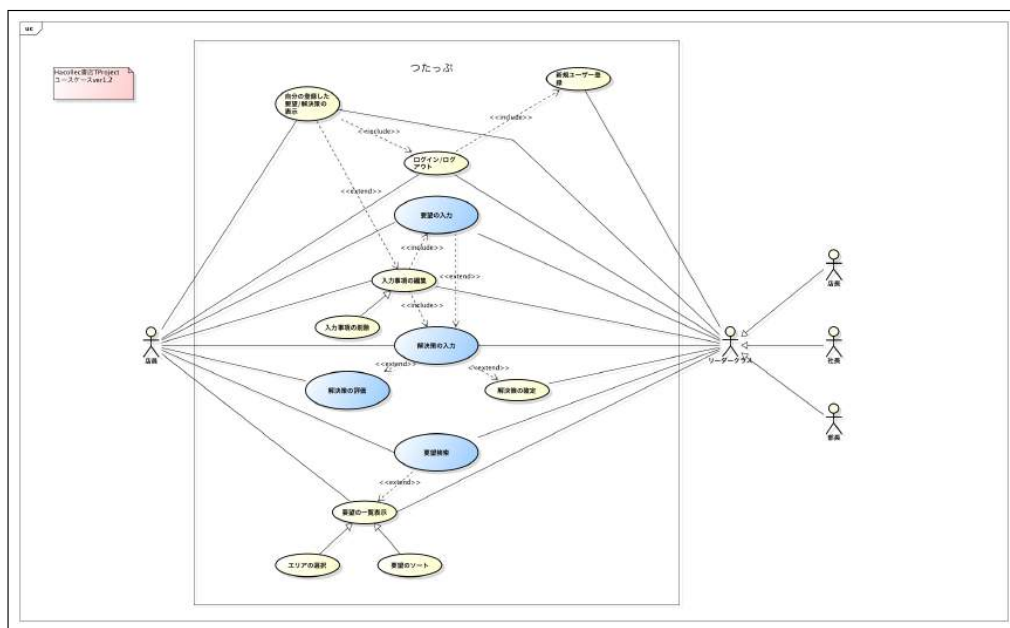 uc
Hacollec函館TProject
ユースケースver1.2
つたっぷ
新規ユーザー登
録
自分の登録した
要望/解決策の
表示
<<include>>
<<include>>
ログイン/ログ
アウト
<<extend>>
要望の入力
<<include>>
<<extend>>
入力事項の編集
<<include>>
入力事項の削除
解決策の入力
<<extend>>
<<extend>>
解決策の評価
解決策の確定
要望検索
<<extend>>
要望の一覧表示
エリアの選択
要望のソート
店員
リーダークラス
店長
社長
部長